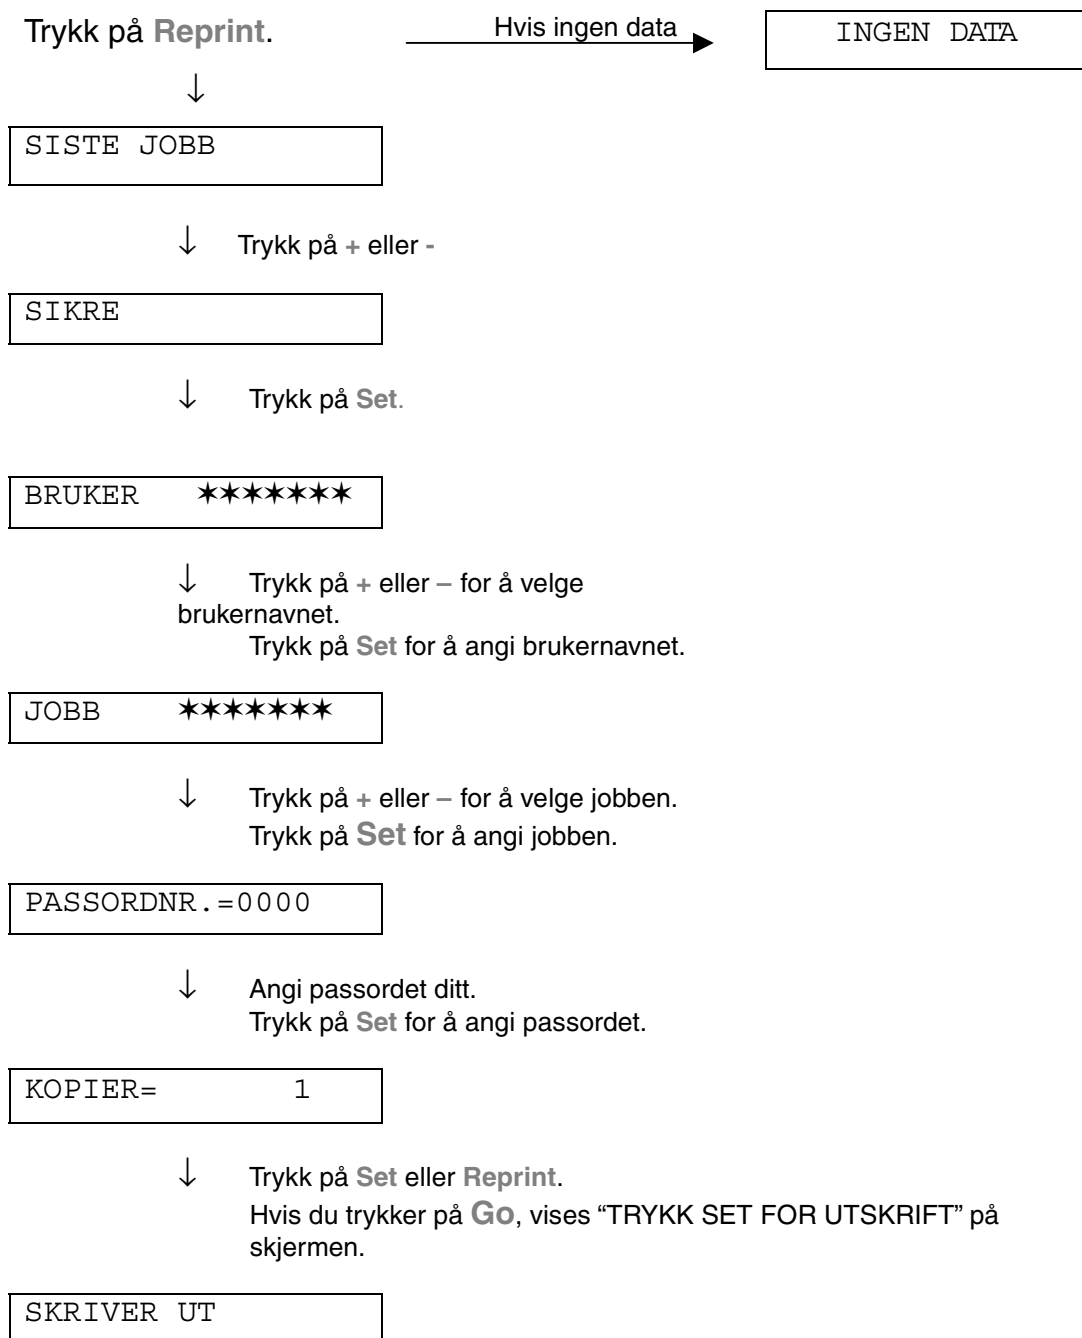 Trykk på Reprint. Hvis ingen data INGEN DATA
↓
SISTE JOBB
↓ Trykk på + eller -
SIKRE
↓ Trykk på Set.
BRUKER ✶✶✶✶✶✶✶
↓ Trykk på + eller – for å velge
brukernavnet.
Trykk på Set for å angi brukernavnet.
JOBB ✶✶✶✶✶✶✶
↓ Trykk på + eller – for å velge jobben.
Trykk på Set for å angi jobben.
PASSORDNR.=0000
↓ Angi passordet ditt.
Trykk på Set for å angi passordet.
KOPIER= 1
↓ Trykk på Set eller Reprint.
Hvis du trykker på Go, vises “TRYKK SET FOR UTSKRIFT” på
skjermen.
SKRIVER UT